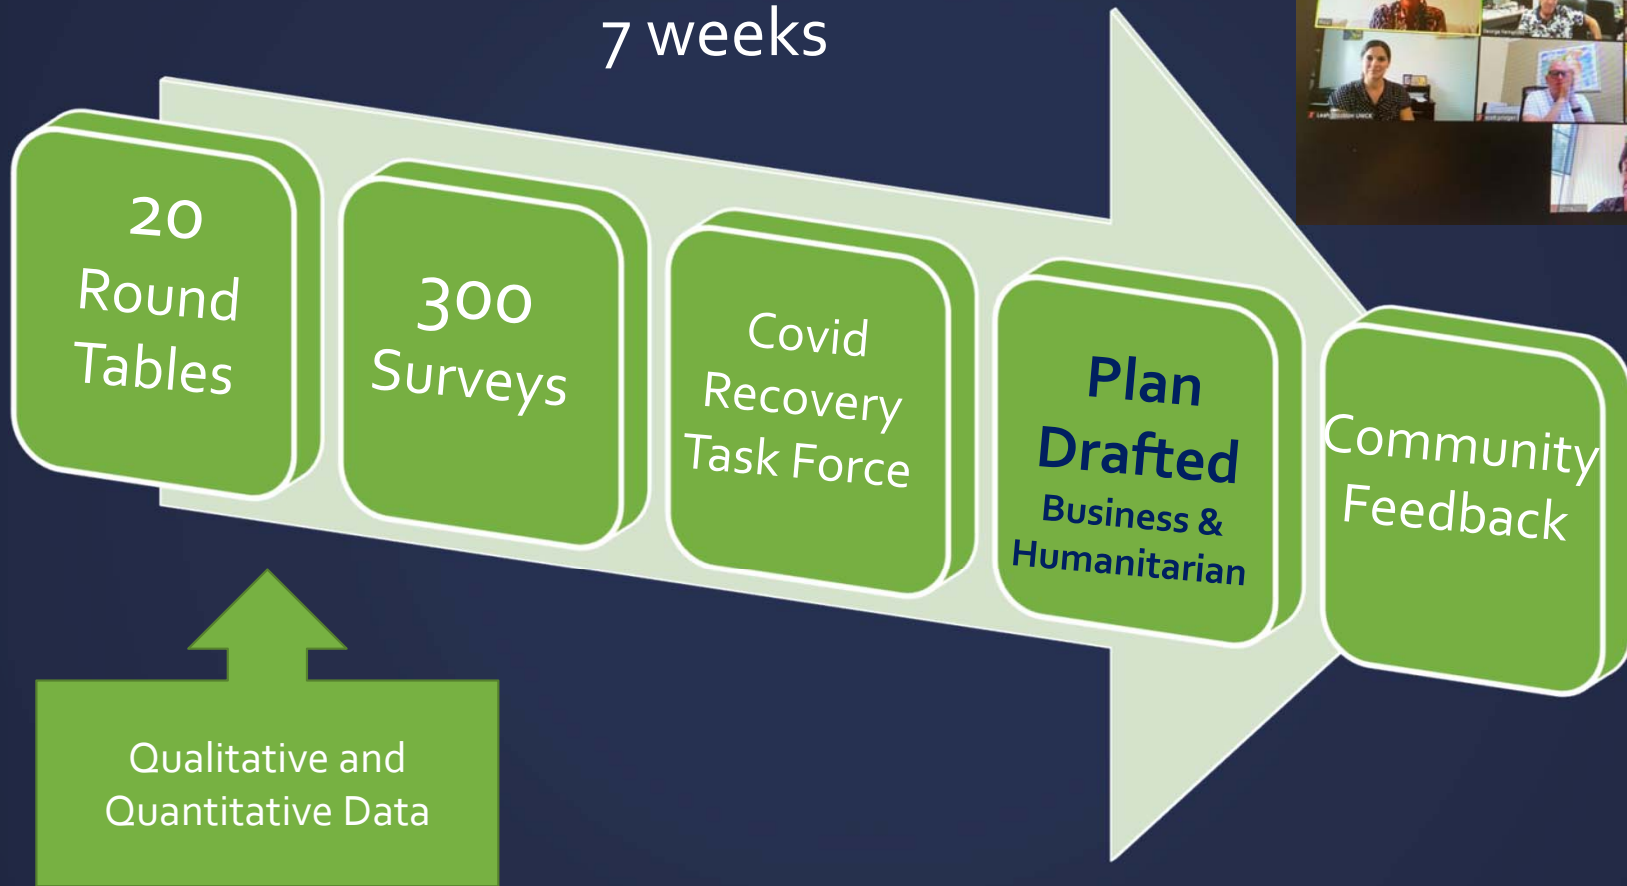 7 weeks
20
Round
Tables
300
Surveys
Covid
Recovery
Task Force
Plan
Drafted
Business &
Humanitarian
Community
Feedback
Qualitative and
Quantitative Data